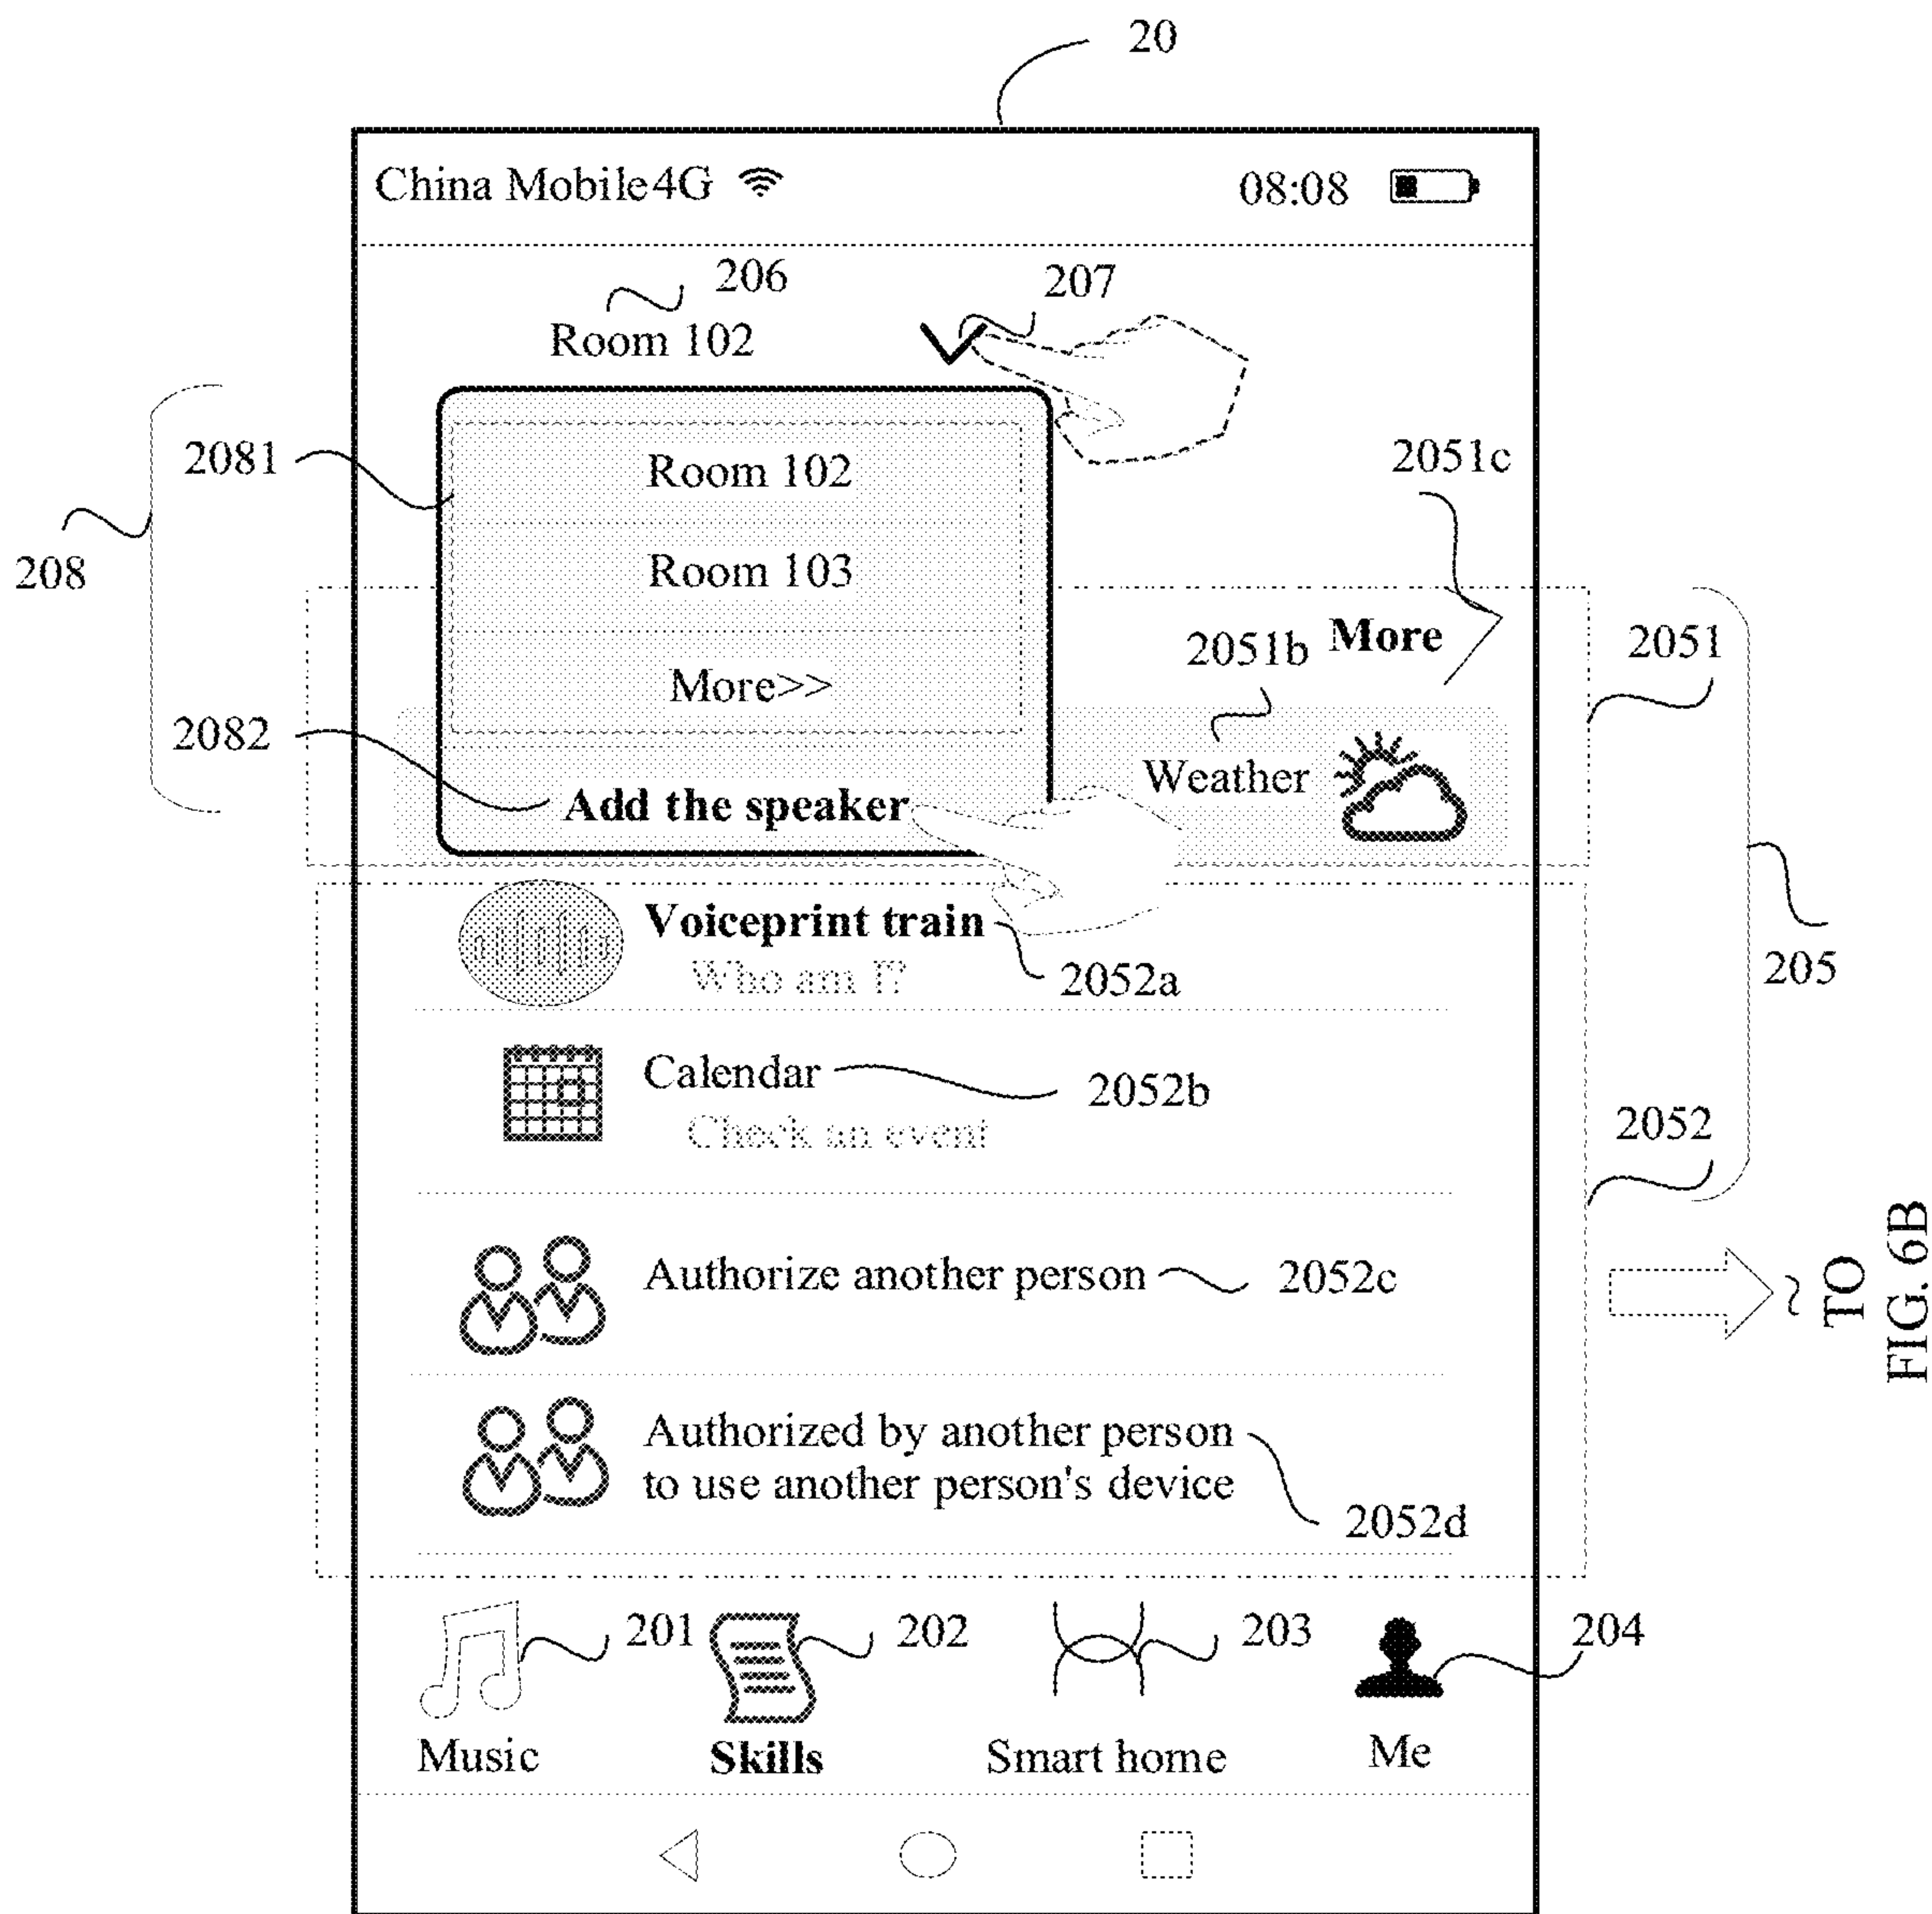 20
China Mobile4G 08:08
206
207
Room 102
2081
Room 102
2051c
208
Room 103
2051b
More
2051
More>>
2082
Weather
Add the speaker
Voiceprint train
Who am I?
2052a
205
Calendar
2052b
Check an event
2052
Authorize another person
2052c
TO
FIG. 6B
Authorized by another person
to use another person's device
2052d
201
202
203
204
Music
Skills
Smart home
Me